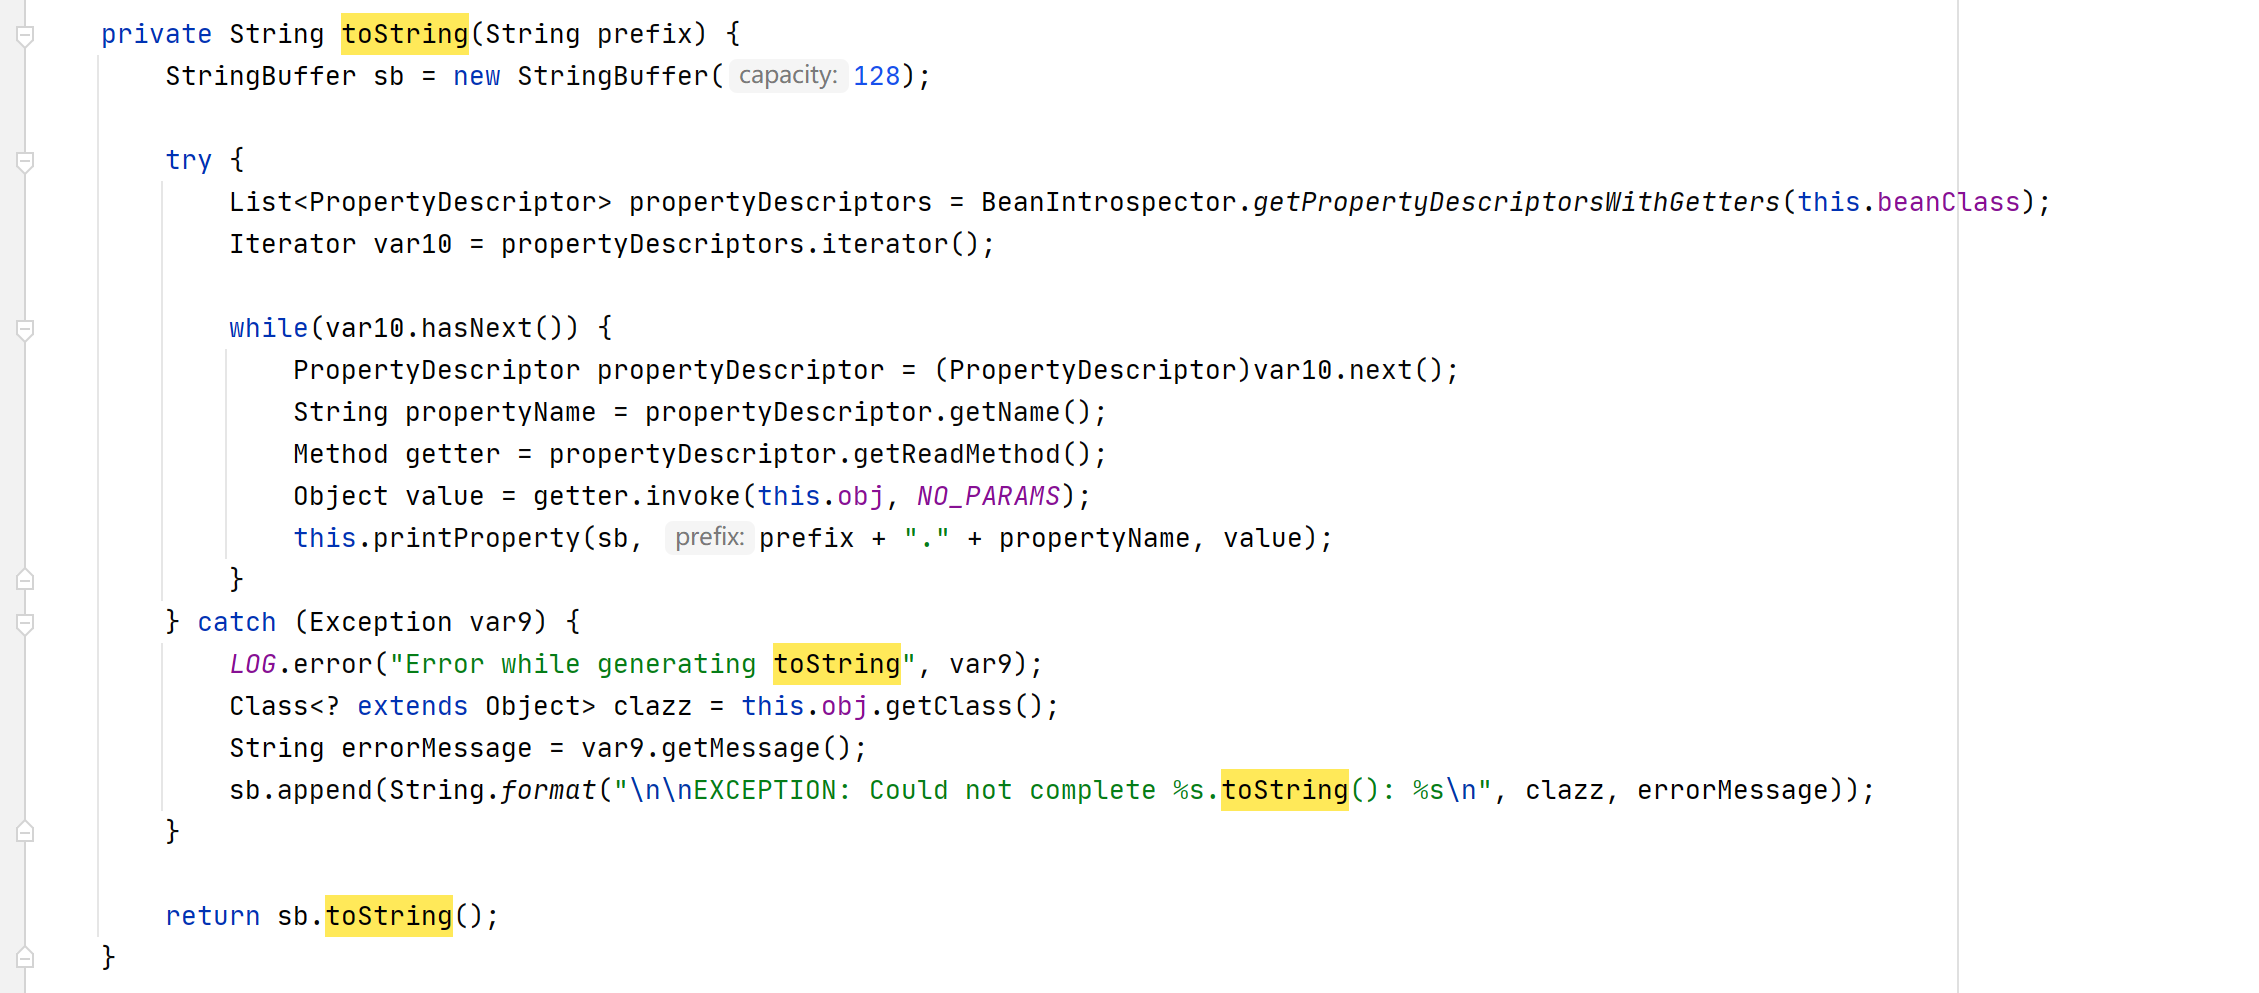 private String toString(String prefix) {
StringBuffer sb = new StringBuffer( capacity: 128);
try {
List<PropertyDescriptor> propertyDescriptors = BeanIntrospector.getPropertyDescriptorsWithGetters(this.beanClass);
Iterator var10 = propertyDescriptors.iterator();
while(var10.hasNext()) {
PropertyDescriptor propertyDescriptor = (PropertyDescriptor)var10.next();
String propertyName = propertyDescriptor.getName();
Method getter = propertyDescriptor.getReadMethod();
Object value = getter.invoke(this.obj, NO_PARAMS);
this.printProperty(sb, prefix: prefix + "." + propertyName, value);
}
} catch (Exception var9) {
LOG.error("Error while generating toString", var9);
Class<? extends Object> clazz = this.obj.getClass();
String errorMessage = var9.getMessage();
sb.append(String.format("\n\nEXCEPTION: Could not complete %s.toString(): %s\n", clazz, errorMessage));
}
return sb.toString();
}